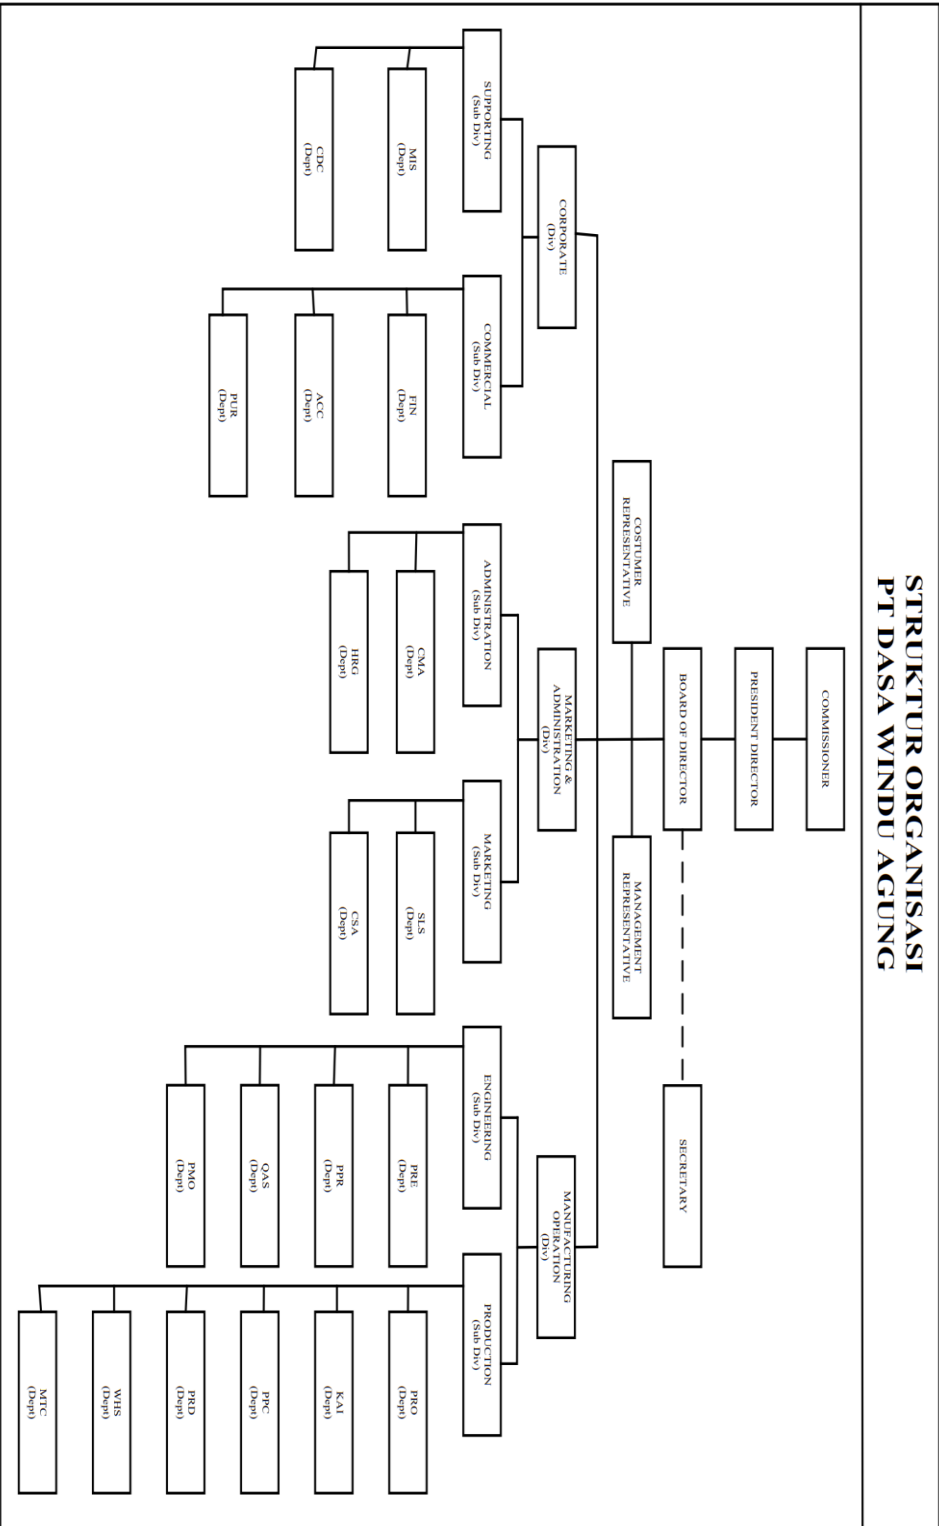 STRUKTUR ORGANISASI
PT DASA WINDU AGUNG
COMMISSIONER
PRESIDENT DIRECTOR
BOARD OF DIRECTOR
SECRETARY
COSTUMER
REPRESENTATIVE
MANAGEMENT
REPRESENTATIVE
CORPORATE
(Div)
MARKETING &
ADMINISTRATION
(Div)
MANUFACTURING
OPERATION
(Div)
SUPPORTING
(Sub Div)
COMMERCIAL
(Sub Div)
ADMINISTRATION
(Sub Div)
MARKETING
(Sub Div)
ENGINEERING
(Sub Div)
PRODUCTION
(Sub Div)
MIS
(Dept)
CDC
(Dept)
FIN
(Dept)
ACC
(Dept)
PUR
(Dept)
CMA
(Dept)
HRG
(Dept)
SLS
(Dept)
CSA
(Dept)
PRE
(Dept)
PPR
(Dept)
QAS
(Dept)
PMO
(Dept)
PRO
(Dept)
KAI
(Dept)
PPC
(Dept)
PRD
(Dept)
WHS
(Dept)
MTC
(Dept)